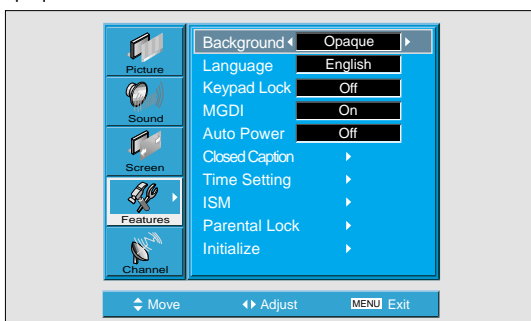 Picture
Sound
Screen
Features
Channel
Background Opaque
Language English
Keypad Lock Off
MGDI On
Auto Power Off
Closed Caption
Time Setting
ISM
Parental Lock
Initialize
Move Adjust MENU Exit